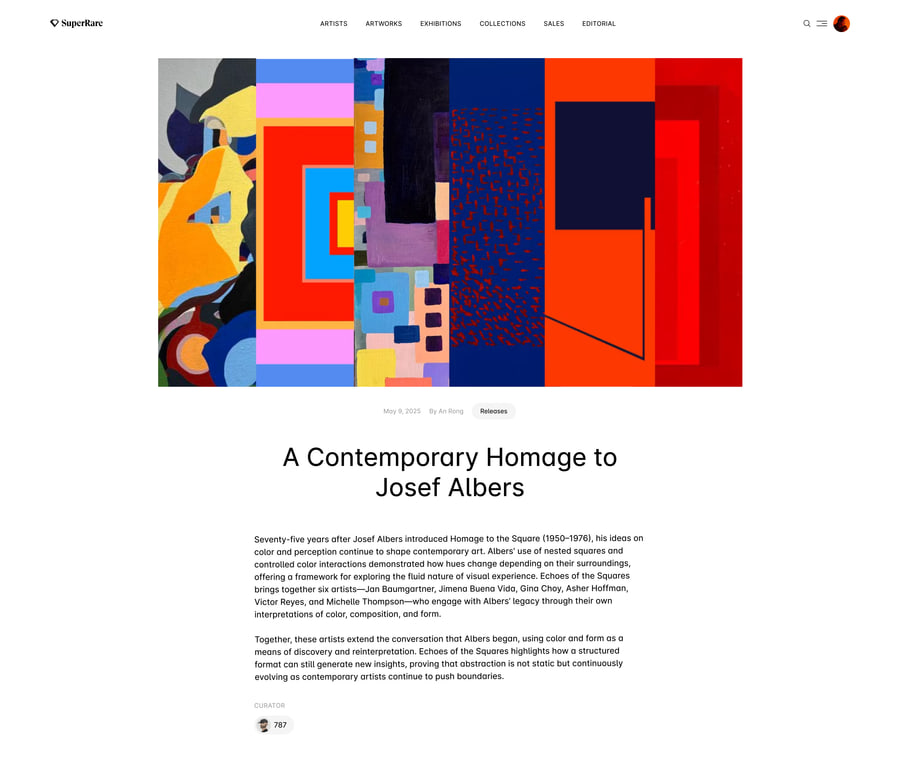 SuperRare
ARTISTS ARTWORKS EXHIBITIONS COLLECTIONS SALES EDITORIAL
May 9, 2025 By An Rong Releases
A Contemporary Homage to
Josef Albers
Seventy-five years after Josef Albers introduced Homage to the Square (1950–1976), his ideas on
color and perception continue to shape contemporary art. Albers' use of nested squares and
controlled color interactions demonstrated how hues change depending on their surroundings,
offering a framework for exploring the fluid nature of visual experience. Echoes of the Squares
brings together six artists—Jan Baumgartner, Jimena Buena Vida, Gina Choy, Asher Hoffman,
Victor Reyes, and Michelle Thompson—who engage with Albers' legacy through their own
interpretations of color, composition, and form.
Together, these artists extend the conversation that Albers began, using color and form as a
means of discovery and reinterpretation. Echoes of the Squares highlights how a structured
format can still generate new insights, proving that abstraction is not static but continuously
evolving as contemporary artists continue to push boundaries.
CURATOR
787